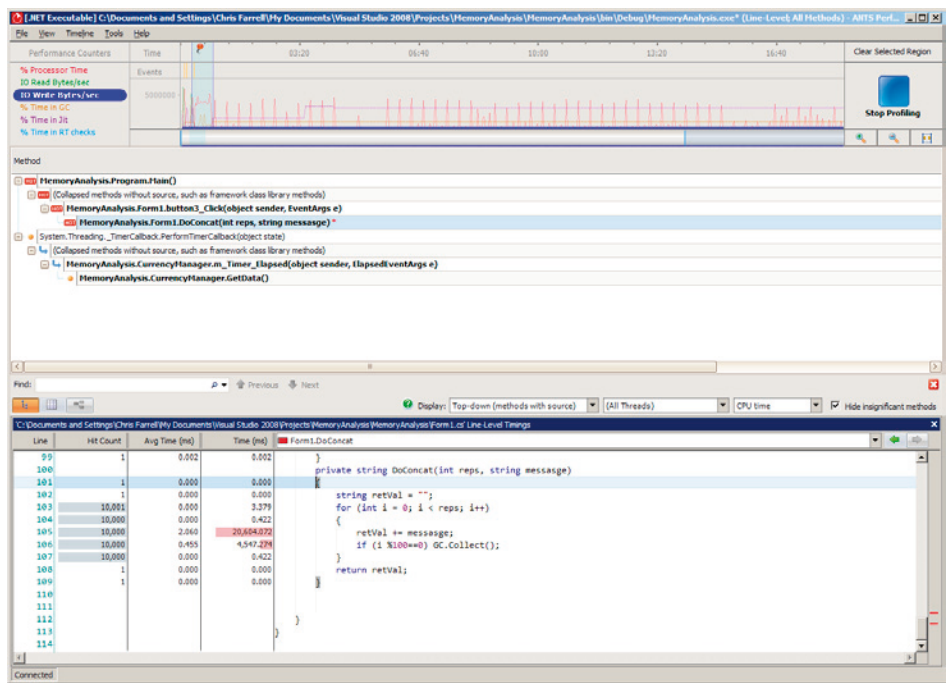 [.NET Executable] C:\Documents and Settings\Chris Farrell\My Documents\Visual Studio 2008\Projects\MemoryAnalysis\MemoryAnalysis\bin\Debug\MemoryAnalysis.exe* (Line-Level; All Methods) - ANTS Perf...
File View Timeline Tools Help
Performance Counters Time 03:20 06:40 10:00 13:20 16:40 Clear Selected Region
% Processor Time Events
IO Read Bytes/sec
IO Write Bytes/sec 5000000
% Time in GC
% Time in Jit Stop Profiling
% Time in RT checks
Method
HOT MemoryAnalysis.Program.Main()
HOT (Collapsed methods without source, such as framework class library methods)
HOT MemoryAnalysis.Form1.button3_Click(object sender, EventArgs e)
HOT MemoryAnalysis.Form1.DoConcat(int reps, string messasge) *
System.Threading._TimerCallback.PerformTimerCallback(object state)
(Collapsed methods without source, such as framework class library methods)
MemoryAnalysis.CurrencyManager.m_Timer_Elapsed(object sender, ElapsedEventArgs e)
MemoryAnalysis.CurrencyManager.GetData()
Find: Previous Next
Display: Top-down (methods with source) (All Threads) CPU time Hide insignificant methods
'C:\Documents and Settings\Chris Farrell\My Documents\Visual Studio 2008\Projects\MemoryAnalysis\MemoryAnalysis\Form1.cs' Line-Level Timings
Line Hit Count Avg Time (ms) Time (ms) Form1.DoConcat
99 1 0.002 0.002 }
100 private string DoConcat(int reps, string messasge)
101 1 0.000 0.000 {
102 1 0.000 0.000 string retVal = "";
103 10,001 0.000 3.379 for (int i = 0; i < reps; i++)
104 10,000 0.000 0.422 {
105 10,000 2.060 20,604.072 retVal += messasge;
106 10,000 0.455 4,547.274 if (i %100==0) GC.Collect();
107 10,000 0.000 0.422 }
108 1 0.000 0.000 return retVal;
109 1 0.000 0.000 }
110
111
112 }
113 }
114
Connected